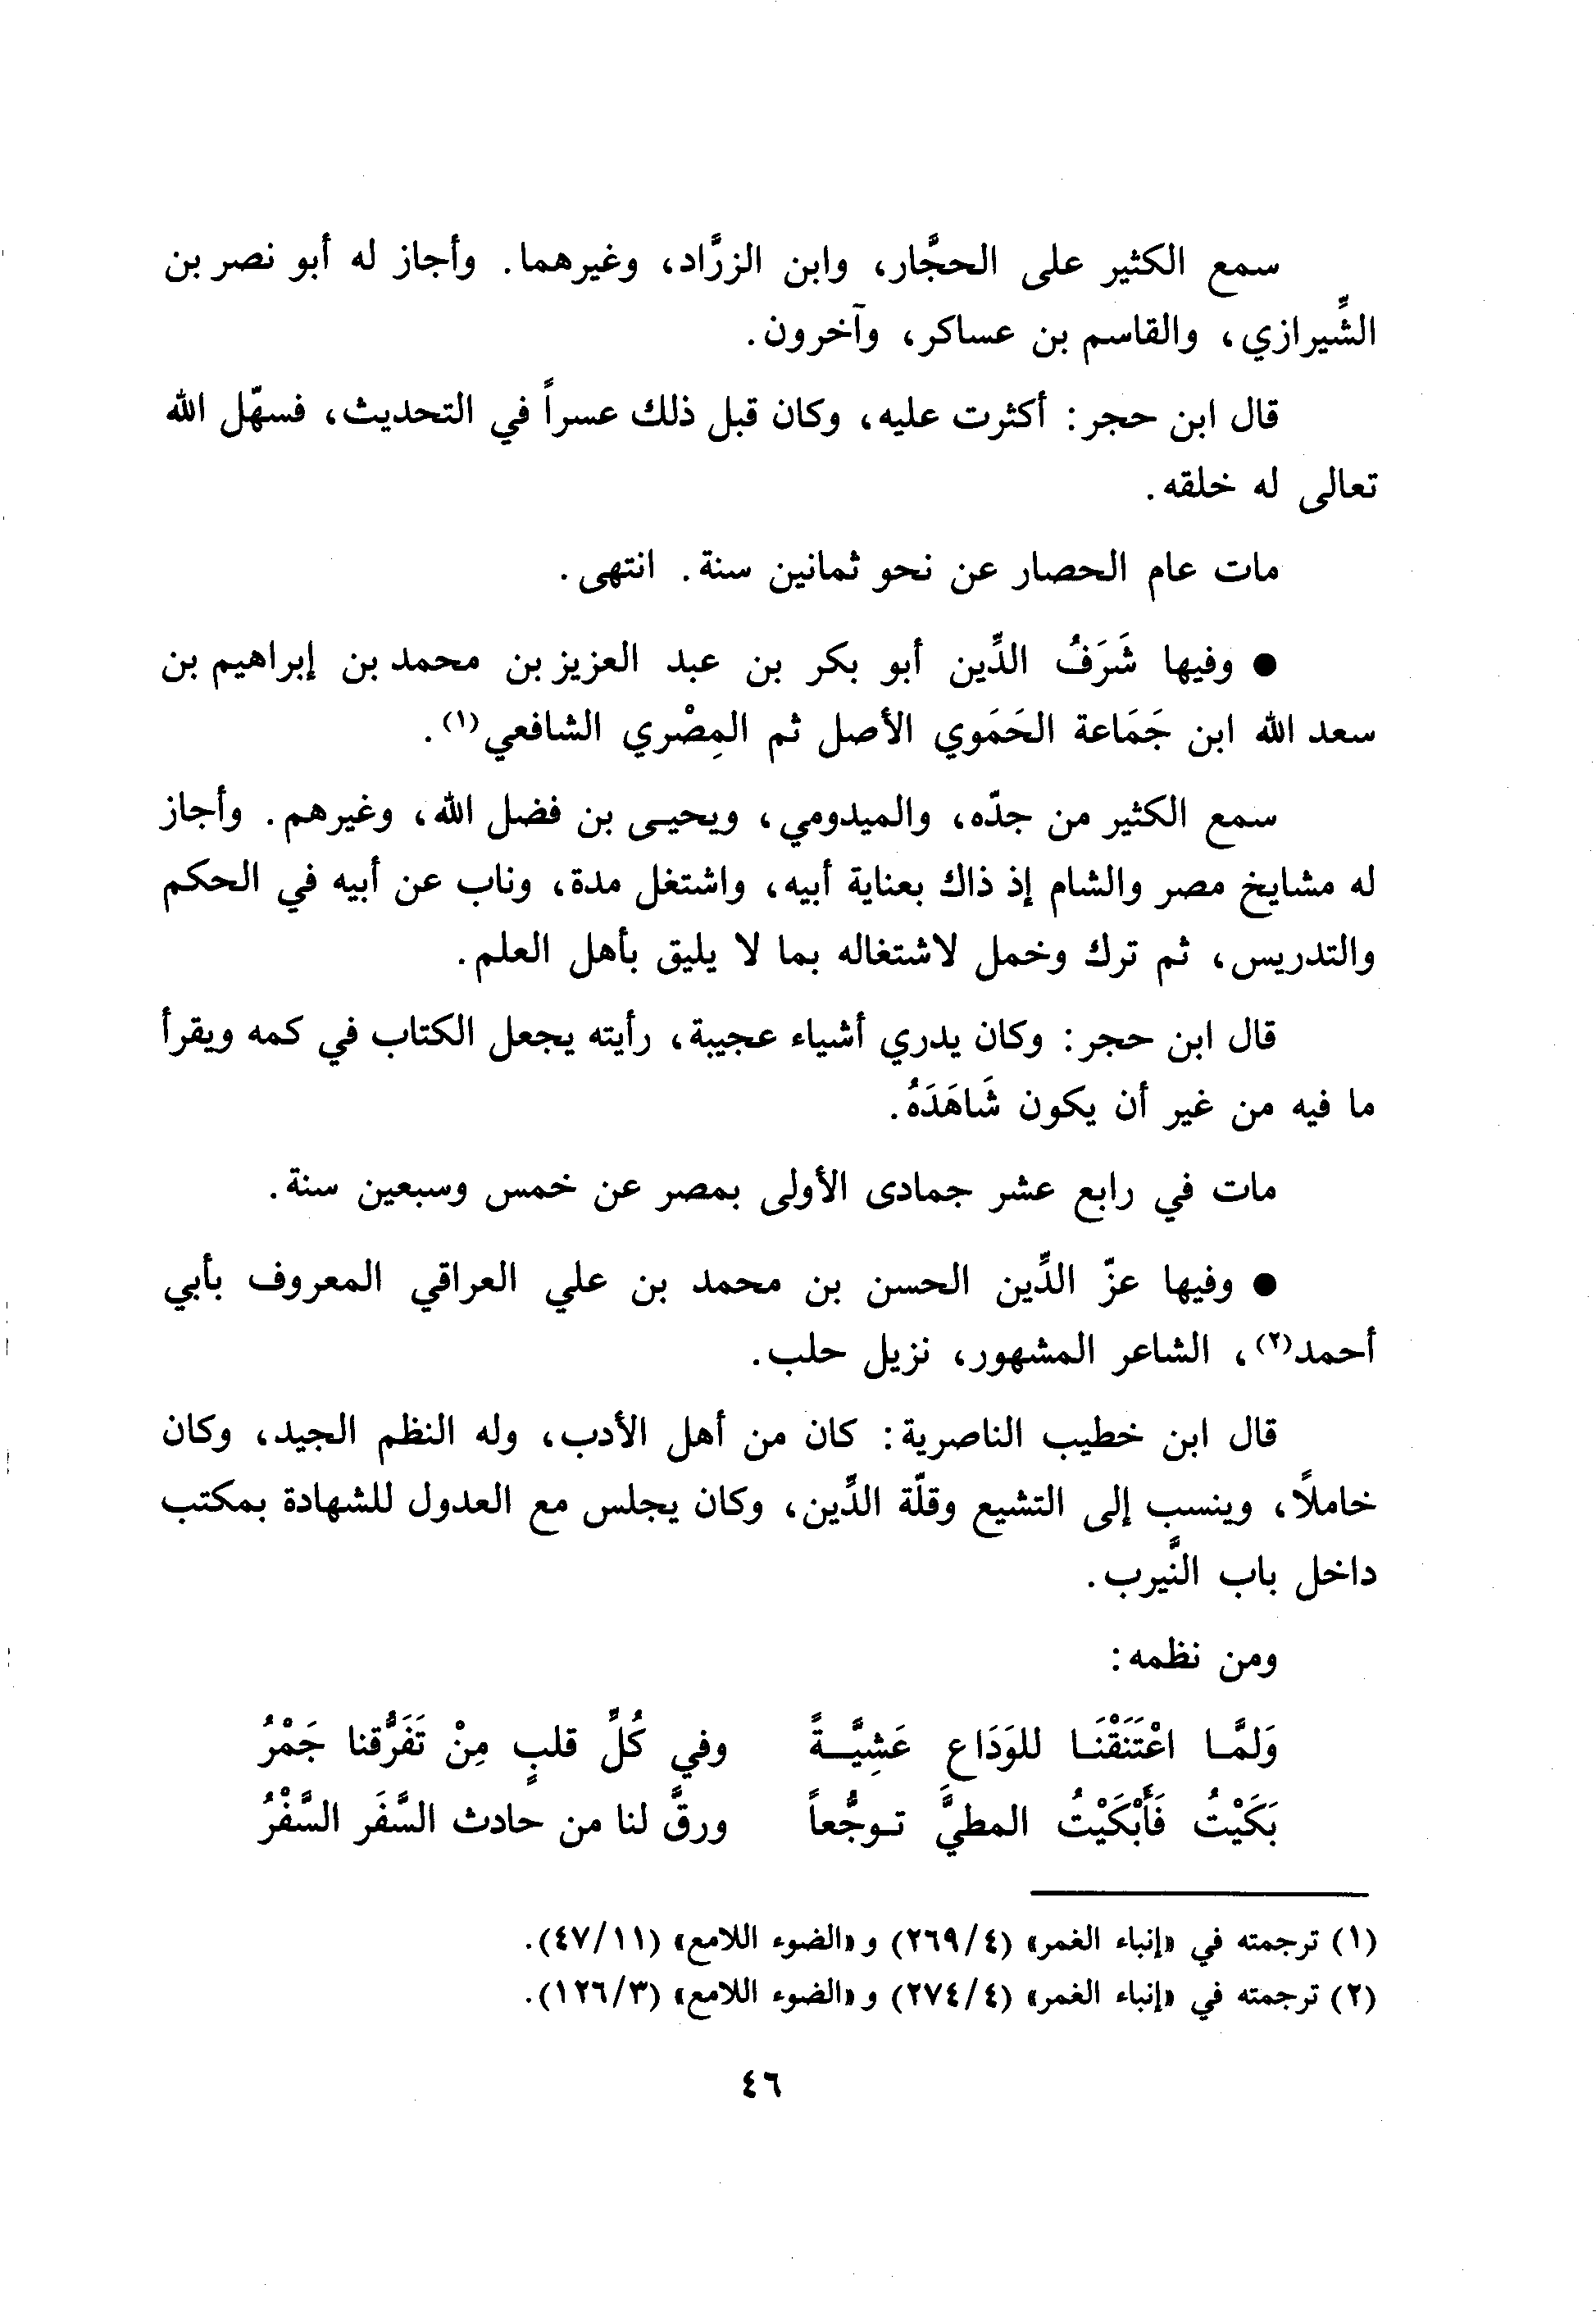 سمع الكثير على الحجَّار، وابن الزرَّاد، وغيرهما. وأجاز له أبو نصر بن
الشِّيرازي، والقاسم بن عساكر، وآخرون.
قال ابن حجر: أكثرت عليه، وكان قبل ذلك عسراً في التحديث، فسهّل الله
تعالى له خلقه.
مات عام الحصار عن نحو ثمانين سنة. انتهى.
● وفيها شَرَفُ الدِّين أبو بكر بن عبد العزيز بن محمد بن إبراهيم بن
سعد الله ابن جَمَاعة الحَمَوي الأصل ثم المِصْري الشافعي(١).
سمع الكثير من جدّه، والميدومي، ويحيى بن فضل الله، وغيرهم. وأجاز
له مشايخ مصر والشام إذ ذاك بعناية أبيه، واشتغل مدة، وناب عن أبيه في الحكم
والتدريس، ثم ترك وخمل لاشتغاله بما لا يليق بأهل العلم.
قال ابن حجر: وكان يدري أشياء عجيبة، رأيته يجعل الكتاب في كمه ويقرأ
ما فيه من غير أن يكون شَاهَدَهُ.
مات في رابع عشر جمادى الأولى بمصر عن خمس وسبعين سنة.
● وفيها عزّ الدِّين الحسن بن محمد بن علي العراقي المعروف بأبي
أحمد(٢)، الشاعر المشهور، نزيل حلب.
قال ابن خطيب الناصرية: كان من أهل الأدب، وله النظم الجيد، وكان
خاملاً، وينسب إلى التشيع وقلّة الدِّين، وكان يجلس مع العدول للشهادة بمكتب
داخل باب النَّيرب.
ومن نظمه:
وَلمَّـا اعْتَنَقْنَـا للوَدَاع عَشِيَّـةً وفي كُلِّ قلبٍ مِنْ تَفَرُّقنا جَمْرُ
بَكَيْتُ فَأَبْكَيْتُ المطيَّ تـوجُّعاً ورقَّ لنا من حادث السَّفَر السَّفْرُ
(١) ترجمته في «إنباء الغمر» (٢٦٩/٤) و«الضوء اللامع» (٤٧/١١).
(٢) ترجمته في «إنباء الغمر» (٢٧٤/٤) و«الضوء اللامع» (١٢٦/٣).
٤٦